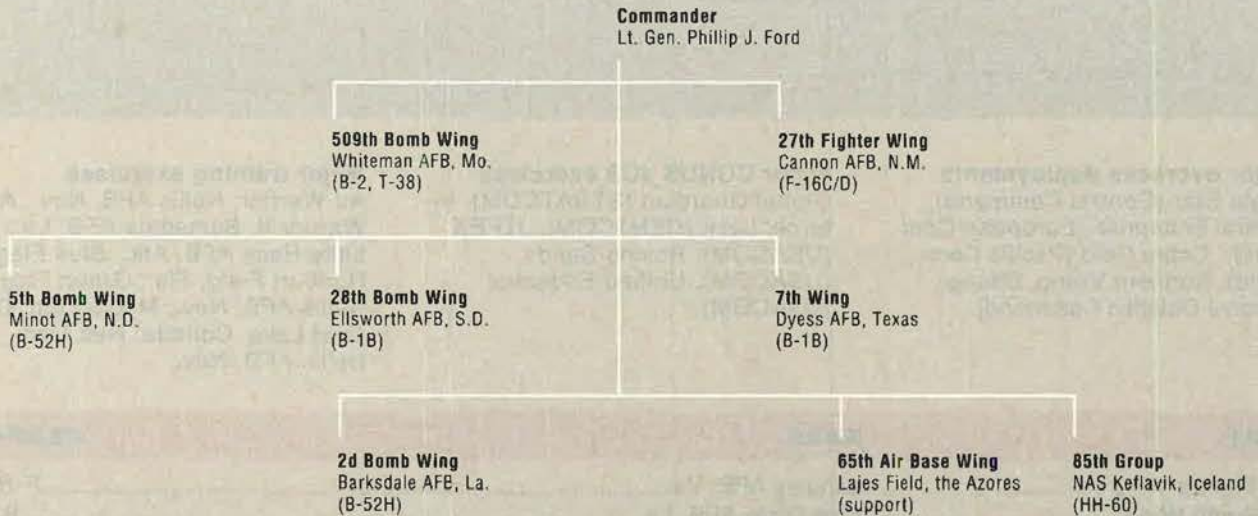 Commander
Lt. Gen. Phillip J. Ford
509th Bomb Wing
Whiteman AFB, Mo.
(B-2, T-38)
27th Fighter Wing
Cannon AFB, N.M.
(F-16C/D)
5th Bomb Wing
Minot AFB, N.D.
(B-52H)
28th Bomb Wing
Ellsworth AFB, S.D.
(B-1B)
7th Wing
Dyess AFB, Texas
(B-1B)
2d Bomb Wing
Barksdale AFB, La.
(B-52H)
65th Air Base Wing
Lajes Field, the Azores
(support)
85th Group
NAS Keflavik, Iceland
(HH-60)